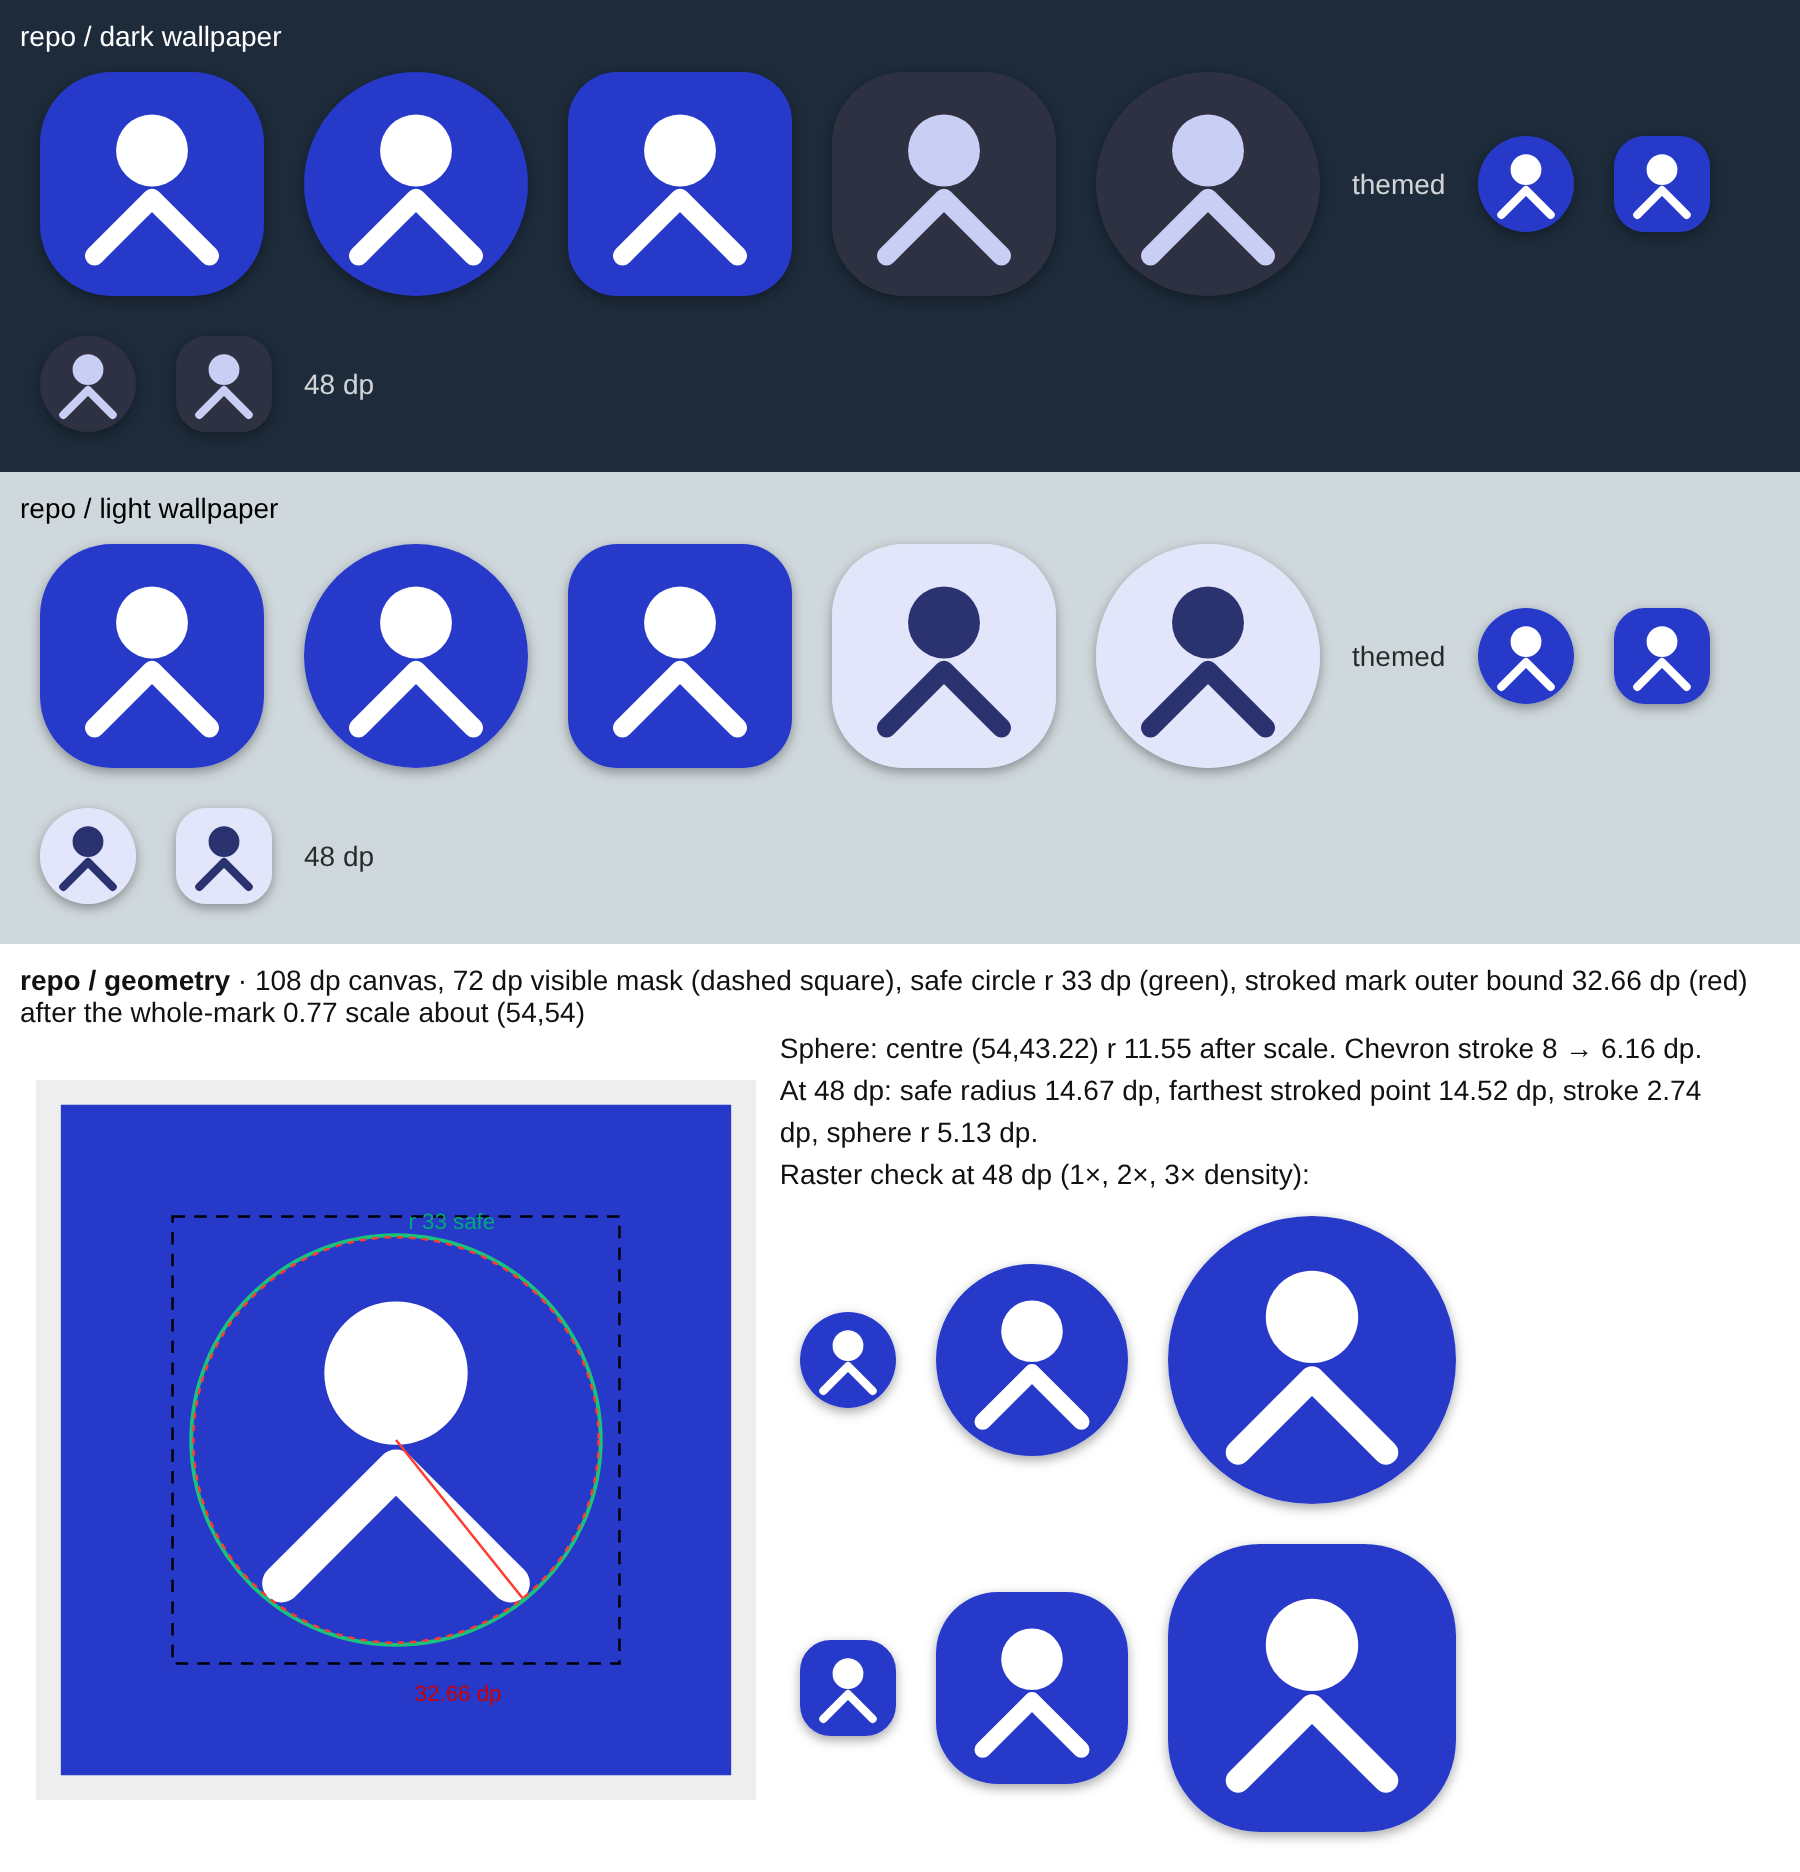 repo / dark wallpaper
themed
48 dp
repo / light wallpaper
themed
48 dp
repo / geometry · 108 dp canvas, 72 dp visible mask (dashed square), safe circle r 33 dp (green), stroked mark outer bound 32.66 dp (red)
after the whole-mark 0.77 scale about (54,54)
Sphere: centre (54,43.22) r 11.55 after scale. Chevron stroke 8 → 6.16 dp.
At 48 dp: safe radius 14.67 dp, farthest stroked point 14.52 dp, stroke 2.74
dp, sphere r 5.13 dp.
Raster check at 48 dp (1×, 2×, 3× density):
r 33 safe
32.66 dp